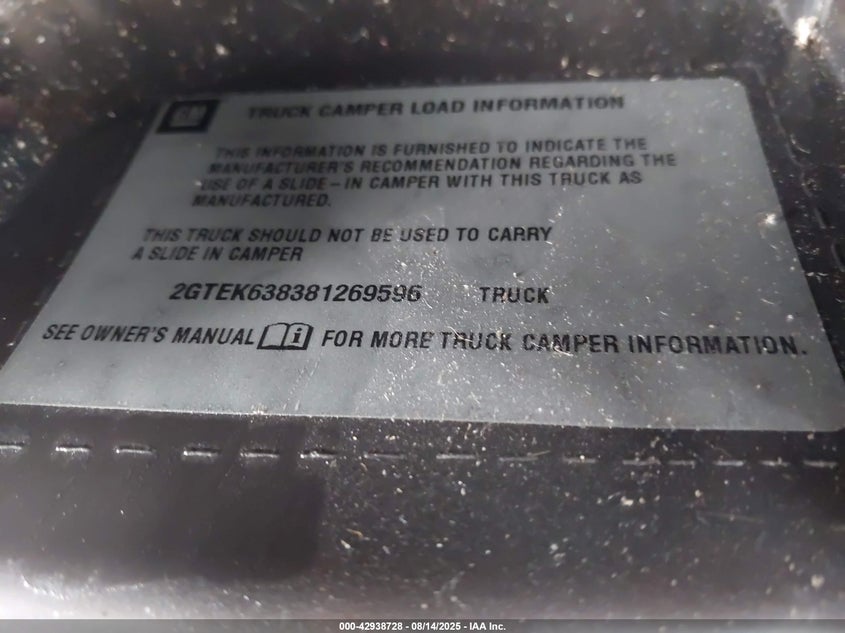 GM
TRUCK CAMPER LOAD INFORMATION
THIS INFORMATION IS FURNISHED TO INDICATE THE
MANUFACTURER'S RECOMMENDATION REGARDING THE
USE OF A SLIDE – IN CAMPER WITH THIS TRUCK AS
MANUFACTURED.
THIS TRUCK SHOULD NOT BE USED TO CARRY
A SLIDE IN CAMPER
2GTEK638381269596 TRUCK
SEE OWNER'S MANUAL i FOR MORE TRUCK CAMPER INFORMATION.
000-42938728 - 08/14/2025 - IAA Inc.